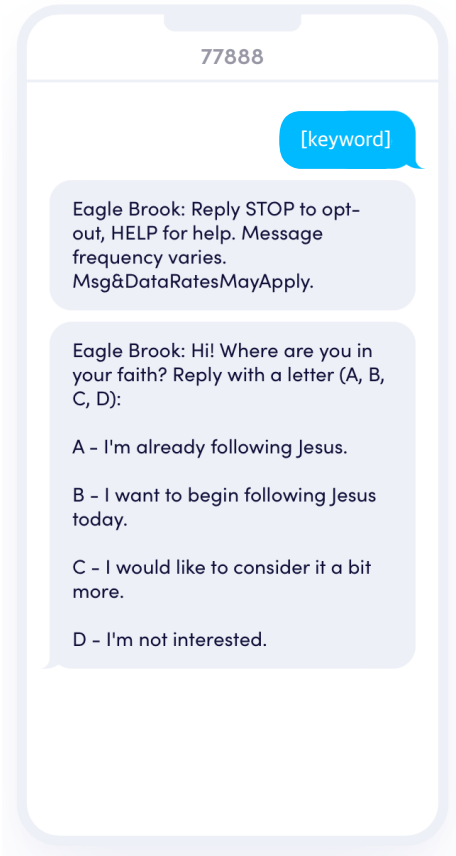 77888
[keyword]
Eagle Brook: Reply STOP to opt-
out, HELP for help. Message
frequency varies.
Msg&DataRatesMayApply.
Eagle Brook: Hi! Where are you in
your faith? Reply with a letter (A, B,
C, D):
A - I'm already following Jesus.
B - I want to begin following Jesus
today.
C - I would like to consider it a bit
more.
D - I'm not interested.